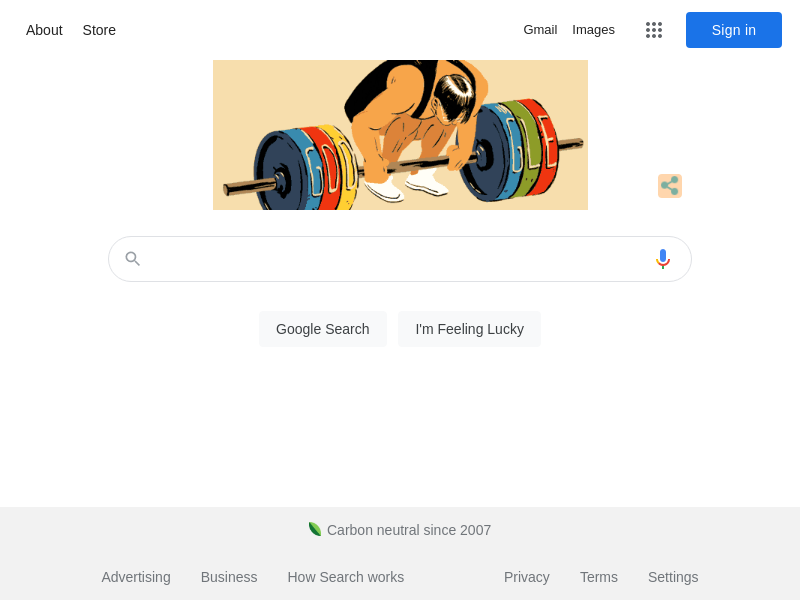 About Store Gmail Images Sign in
GOOGLE
Google Search I'm Feeling Lucky
Carbon neutral since 2007
Advertising Business How Search works Privacy Terms Settings